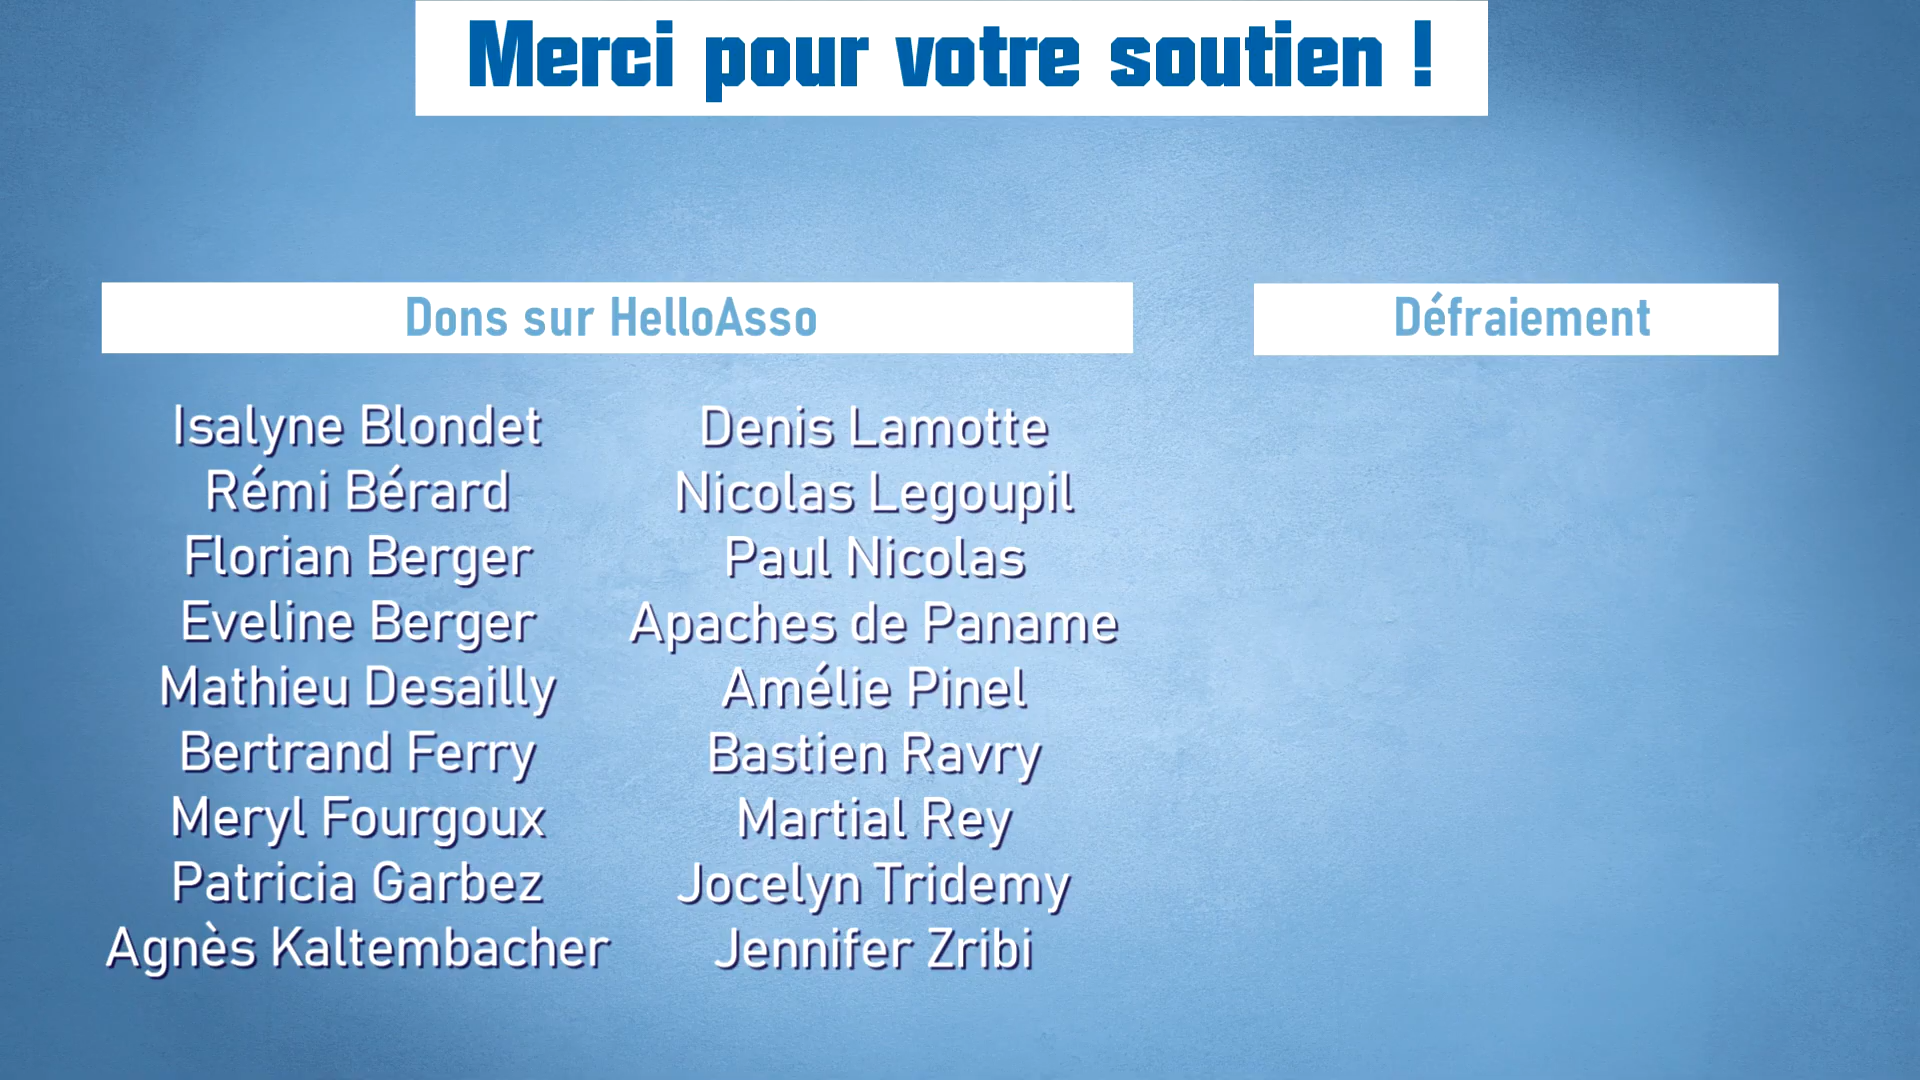 Merci pour votre soutien !
Dons sur HelloAsso
Défraiement
Isalyne Blondet
Rémi Bérard
Florian Berger
Eveline Berger
Mathieu Desailly
Bertrand Ferry
Meryl Fourgoux
Patricia Garbez
Agnès Kaltembacher
Denis Lamotte
Nicolas Legoupil
Paul Nicolas
Apaches de Paname
Amélie Pinel
Bastien Ravry
Martial Rey
Jocelyn Tridemy
Jennifer Zribi